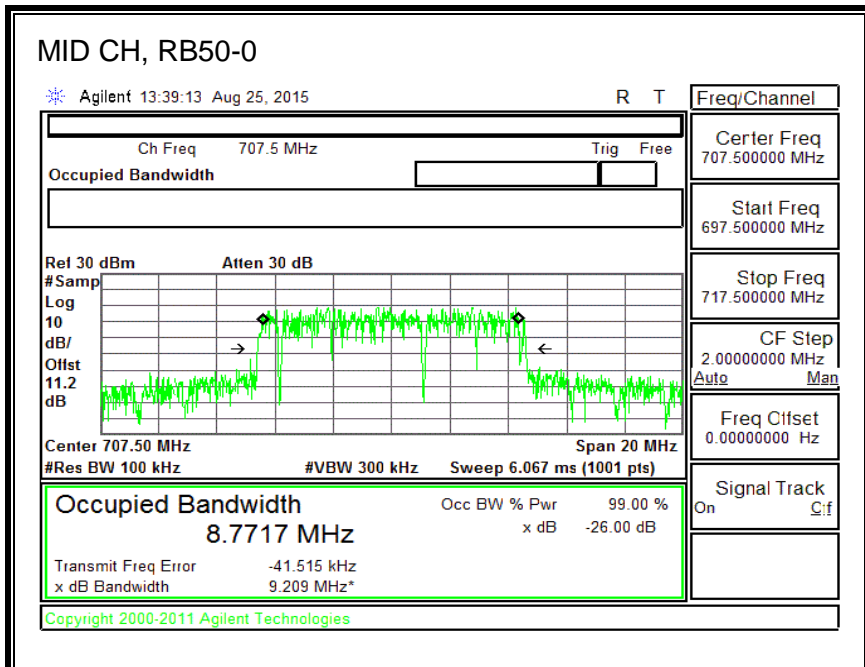 MID CH, RB50-0
Agilent 13:39:13 Aug 25, 2015 R T
Freq/Channel
Ch Freq 707.5 MHz Trig Free
Occupied Bandwidth
Center Freq
707.500000 MHz
Start Freq
697.500000 MHz
Stop Freq
717.500000 MHz
CF Step
2.00000000 MHz
Auto Man
Freq Offset
0.00000000 Hz
Signal Track
On Off
Ref 30 dBm Atten 30 dB
#Samp
Log
10
dB/
Offst
11.2
dB
Center 707.50 MHz Span 20 MHz
#Res BW 100 kHz #VBW 300 kHz Sweep 6.067 ms (1001 pts)
Occupied Bandwidth Occ BW % Pwr 99.00 %
8.7717 MHz x dB -26.00 dB
Transmit Freq Error -41.515 kHz
x dB Bandwidth 9.209 MHz*
Copyright 2000-2011 Agilent Technologies